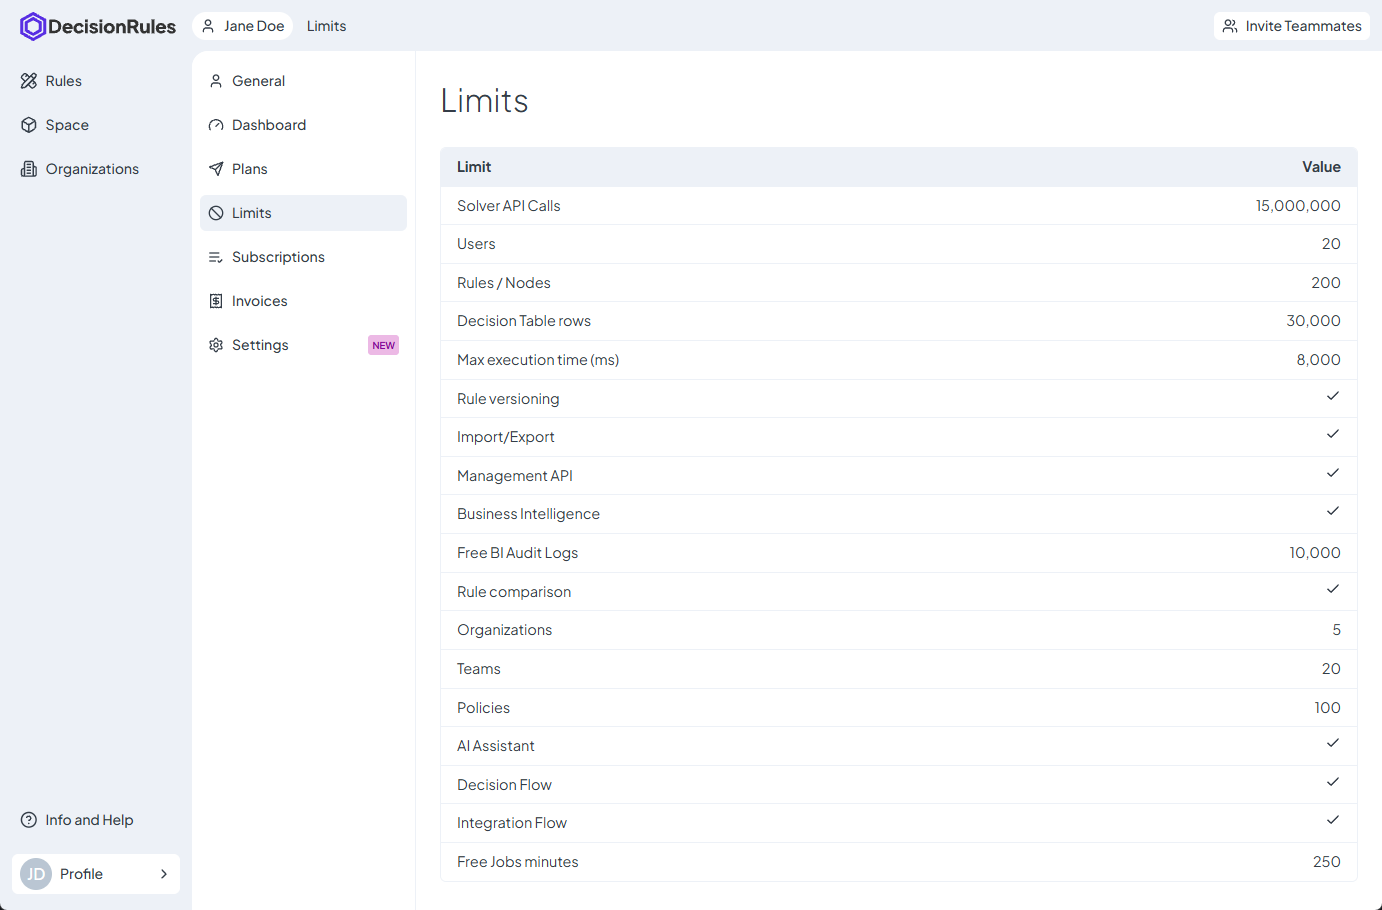 DecisionRules
Jane Doe
Limits
Invite Teammates
Rules
Space
Organizations
Info and Help
JD
Profile
General
Dashboard
Plans
Limits
Subscriptions
Invoices
Settings
NEW
Limits
Limit Value
Solver API Calls 15,000,000
Users 20
Rules / Nodes 200
Decision Table rows 30,000
Max execution time (ms) 8,000
Rule versioning ✓
Import/Export ✓
Management API ✓
Business Intelligence ✓
Free BI Audit Logs 10,000
Rule comparison ✓
Organizations 5
Teams 20
Policies 100
AI Assistant ✓
Decision Flow ✓
Integration Flow ✓
Free Jobs minutes 250